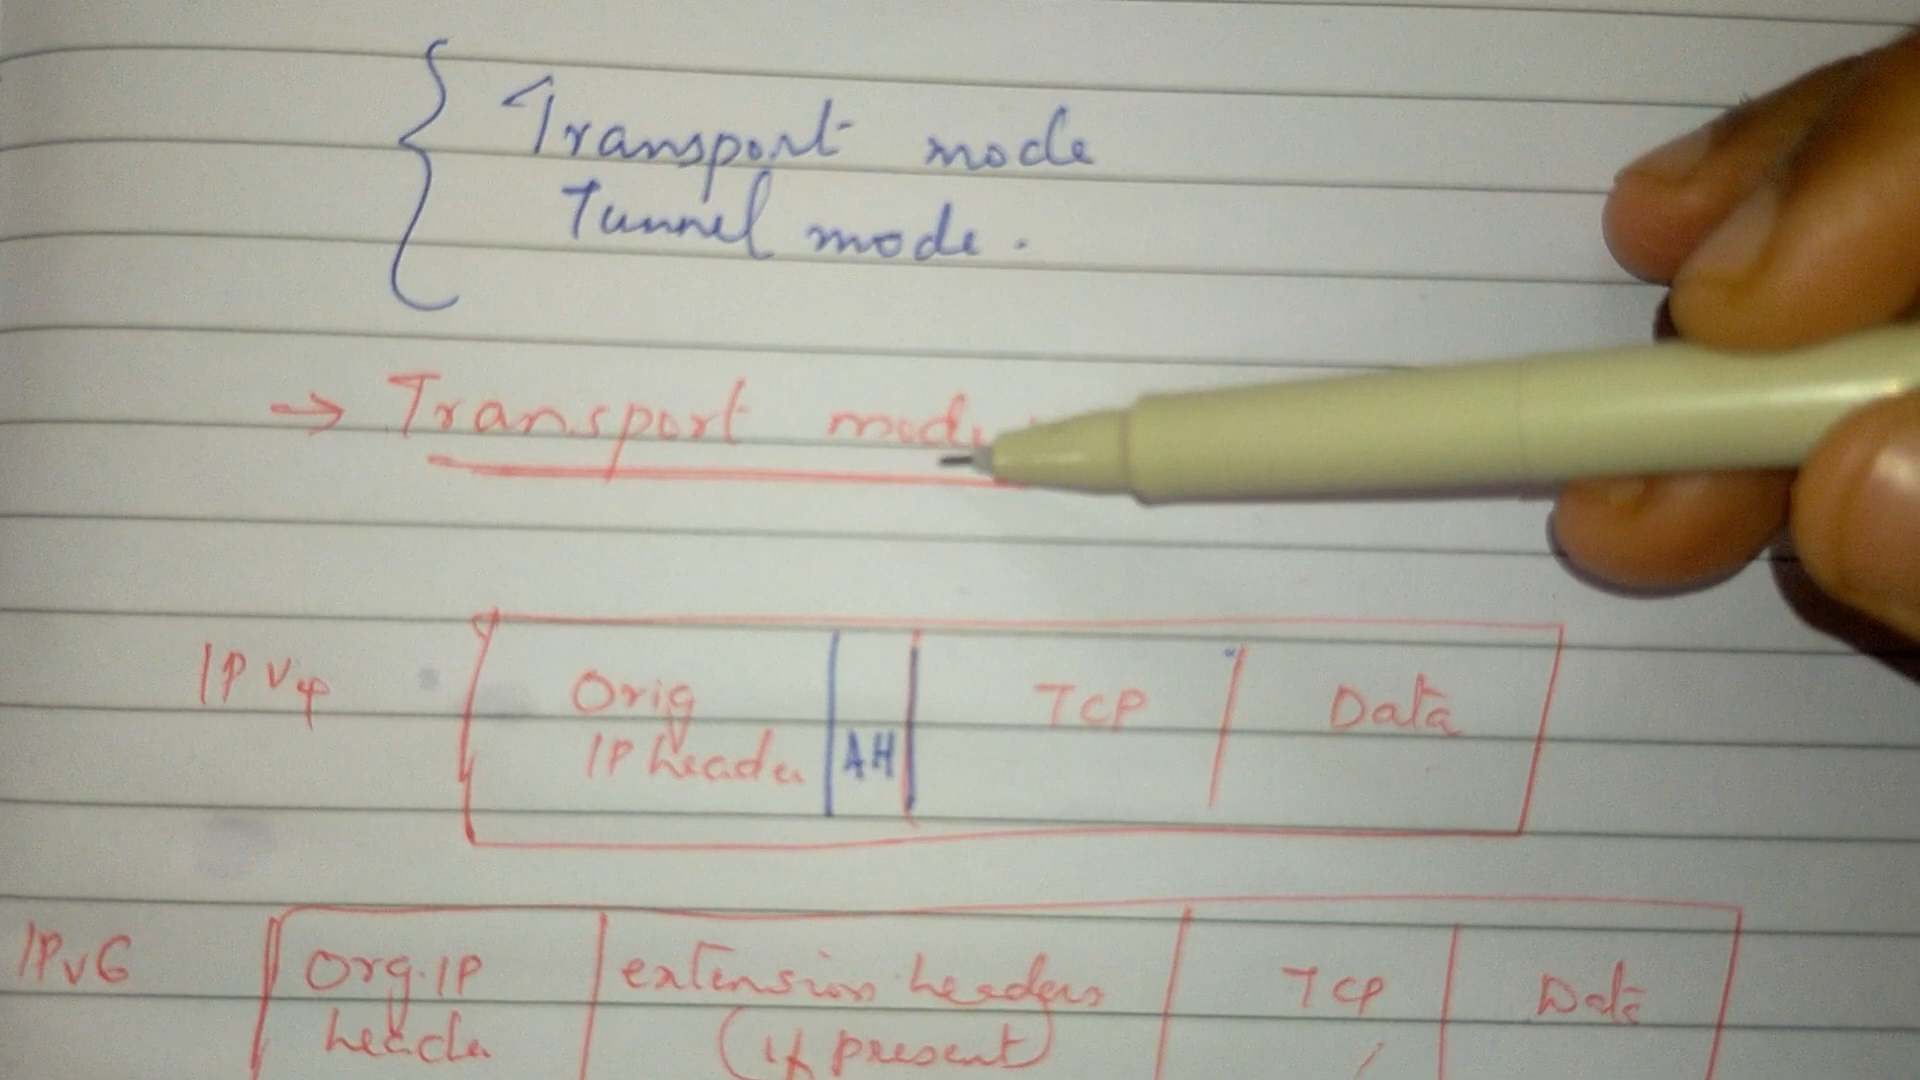 Transport mode
Tunnel mode.
→ Transport mode
IPv4 Orig TCP Data
IP header AH
IPv6 Org.IP extension headers TCP Data
header (if present)